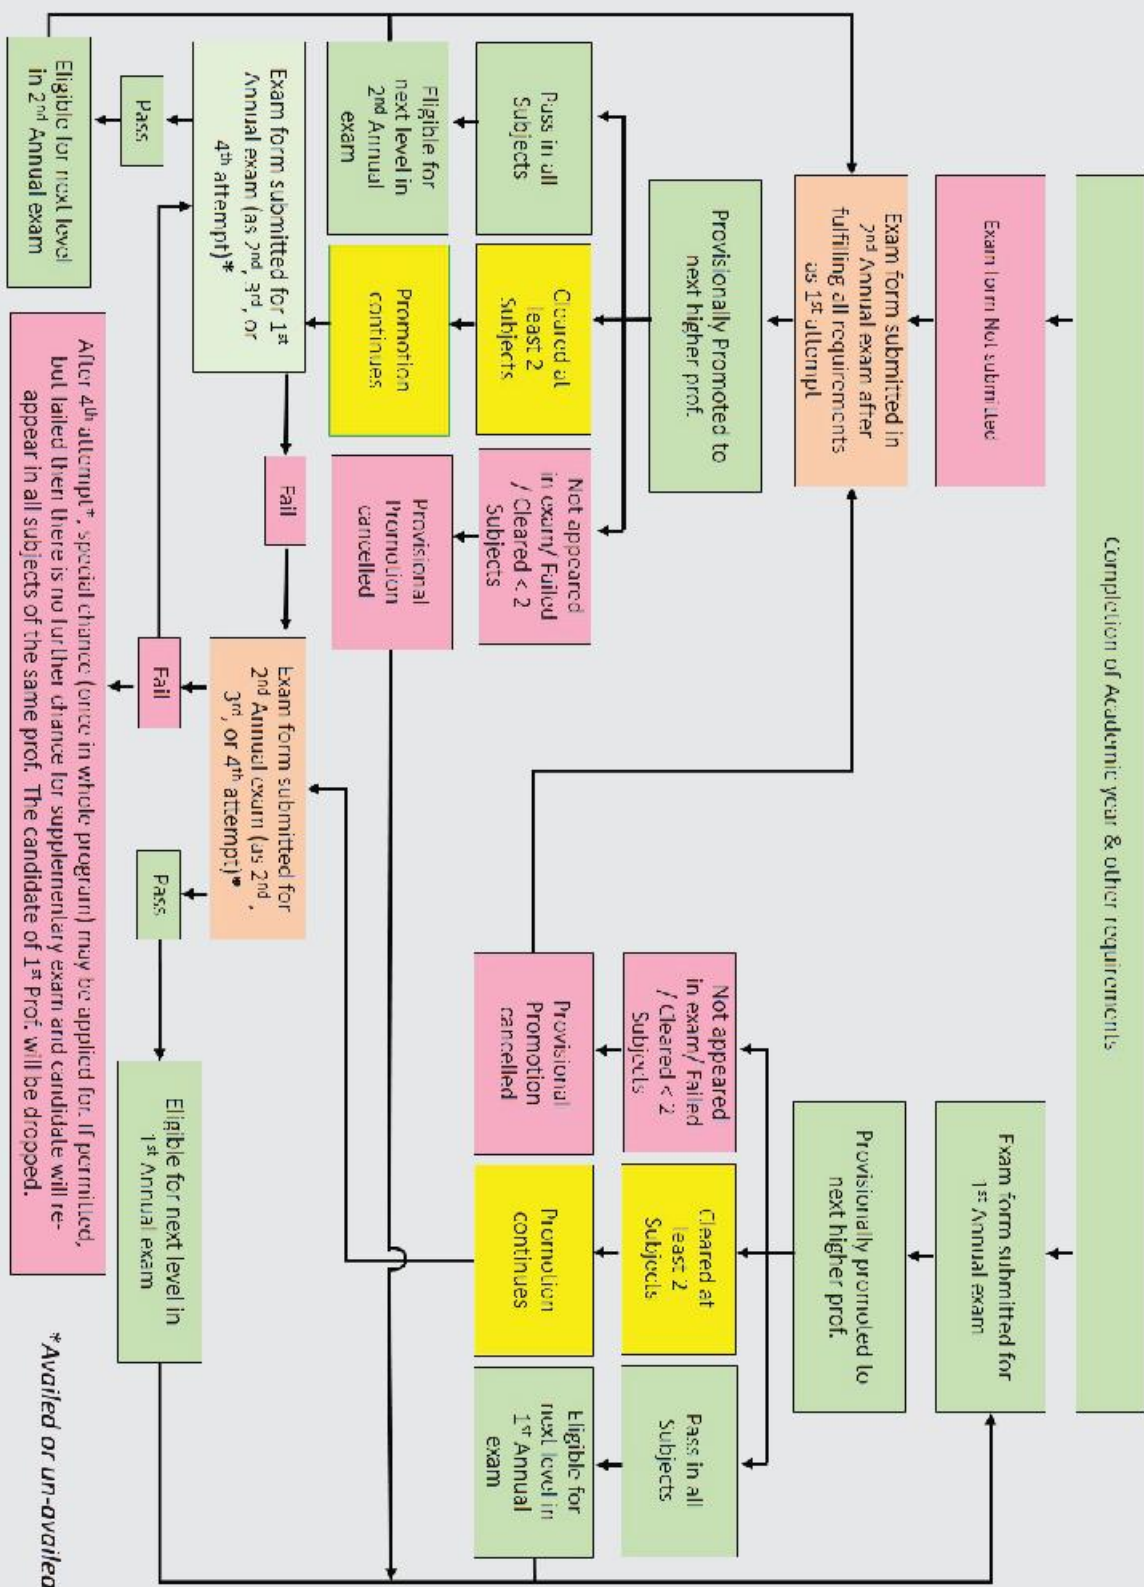 Completion of Academic year & other requirements
Exam form Not submitted
Exam form submitted for
1st Annual exam
Exam form submitted in
2nd Annual exam after
fulfilling all requirements
as 1st attempt
Provisionally promoted to
next higher prof.
Provisionally Promoted to
next higher prof.
Pass in all
Subjects
Cleared at
least 2
Subjects
Not appeared
in exam/ Failed
/ Cleared < 2
Subjects
Not appeared
in exam/ Failed
/ Cleared < 2
Subjects
Cleared at
least 2
Subjects
Pass in all
Subjects
Eligible for
next level in
2nd Annual
exam
Promotion
continues
Provisional
Promotion
cancelled
Provisional
Promotion
cancelled
Promotion
continues
Eligible for
next level in
1st Annual
exam
Exam form submitted for 1st
Annual exam (as 2nd, 3rd, or
4th attempt)*
Fail
Exam form submitted for
2nd Annual exam (as 2nd,
3rd, or 4th attempt)*
Pass
Fail
Pass
Eligible for next level in
1st Annual exam
Eligible for next level
in 2nd Annual exam
After 4th attempt*, special chance (once in whole program) may be applied for. If permitted,
but failed then there is no further chance for supplementary exam and candidate will re-
appear in all subjects of the same prof. The candidate of 1st Prof. will be dropped.
*Availed or un-availed